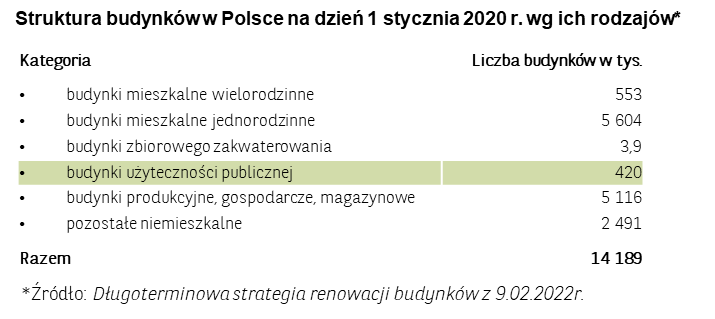 Struktura budynków w Polsce na dzień 1 stycznia 2020 r. wg ich rodzajów*
Kategoria Liczba budynków w tys.
• budynki mieszkalne wielorodzinne 553
• budynki mieszkalne jednorodzinne 5 604
• budynki zbiorowego zakwaterowania 3,9
• budynki użyteczności publicznej 420
• budynki produkcyjne, gospodarcze, magazynowe 5 116
• pozostałe niemieszkalne 2 491
Razem 14 189
*Źródło: Długoterminowa strategia renowacji budynków z 9.02.2022r.